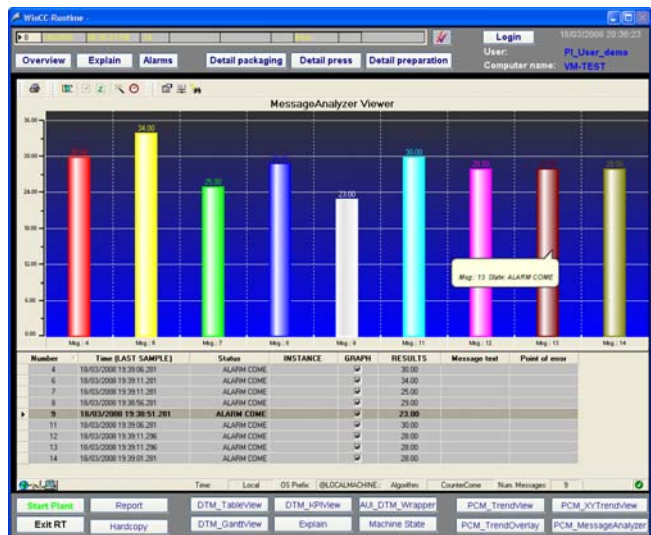 WinCC-Runtime -
Login
18/03/2008 20:36:23
User: PI_User_demo
Computer name: VM-TEST
Overview Explain Alarms Detail packaging Detail press Detail preparation
MessageAnalyzer Viewer
36.00
34.00
30.00
30.00
28.00
28.00
25.00
24.00
23.00
18.00
12.00
Msg.: 13 State: ALARM COME
6.00
0.00
Msg.: 4 Msg.: 6 Msg.: 7 Msg.: 8 Msg.: 9 Msg.: 11 Msg.: 12 Msg.: 13 Msg.: 14
Number Time (LAST SAMPLE) Status INSTANCE GRAPH RESULTS Message text Point of error
4 18/03/2008 19:39:06.281 ALARM COME 30.00
6 18/03/2008 19:39:11.281 ALARM COME 34.00
7 18/03/2008 19:39:11.281 ALARM COME 25.00
8 18/03/2008 19:38:56.281 ALARM COME 29.00
9 18/03/2008 19:38:51.281 ALARM COME 23.00
11 18/03/2008 19:39:06.281 ALARM COME 30.00
12 18/03/2008 19:39:11.296 ALARM COME 28.00
13 18/03/2008 19:39:11.296 ALARM COME 28.00
14 18/03/2008 19:39:01.281 ALARM COME 28.00
Time: Local OS Prefix: @LOCALMACHINE: Algorithm: CounterCome Num. Messages: 9
Start Plant Report DTM_TableView DTM_KPIView AUI_DTM_Wrapper PCM_TrendView PCM_XYTrendView
Exit RT Hardcopy DTM_GanttView Explain Machine State PCM_TrendOverlay PCM_MessageAnalyzer